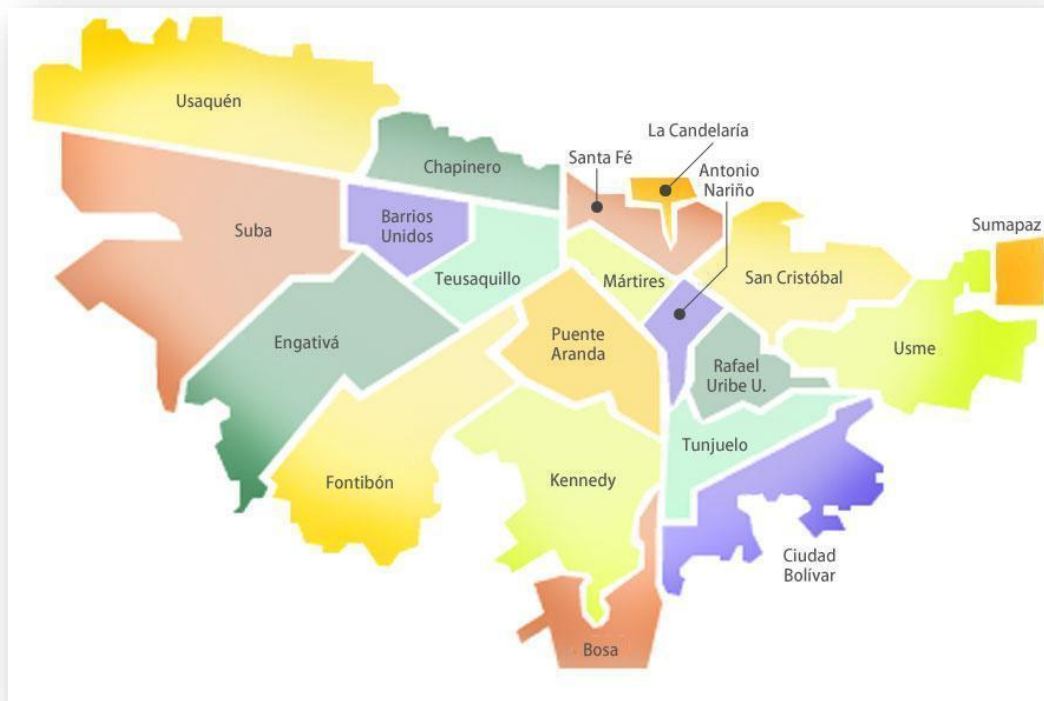 Usaquén
La Candelaría
Santa Fé
Antonio
Nariño
Chapinero
Barrios
Unidos
Suba
Sumapaz
Teusaquillo
Mártires
San Cristóbal
Engativá
Puente
Aranda
Usme
Rafael
Uribe U.
Tunjuelo
Fontibón
Kennedy
Ciudad
Bolívar
Bosa